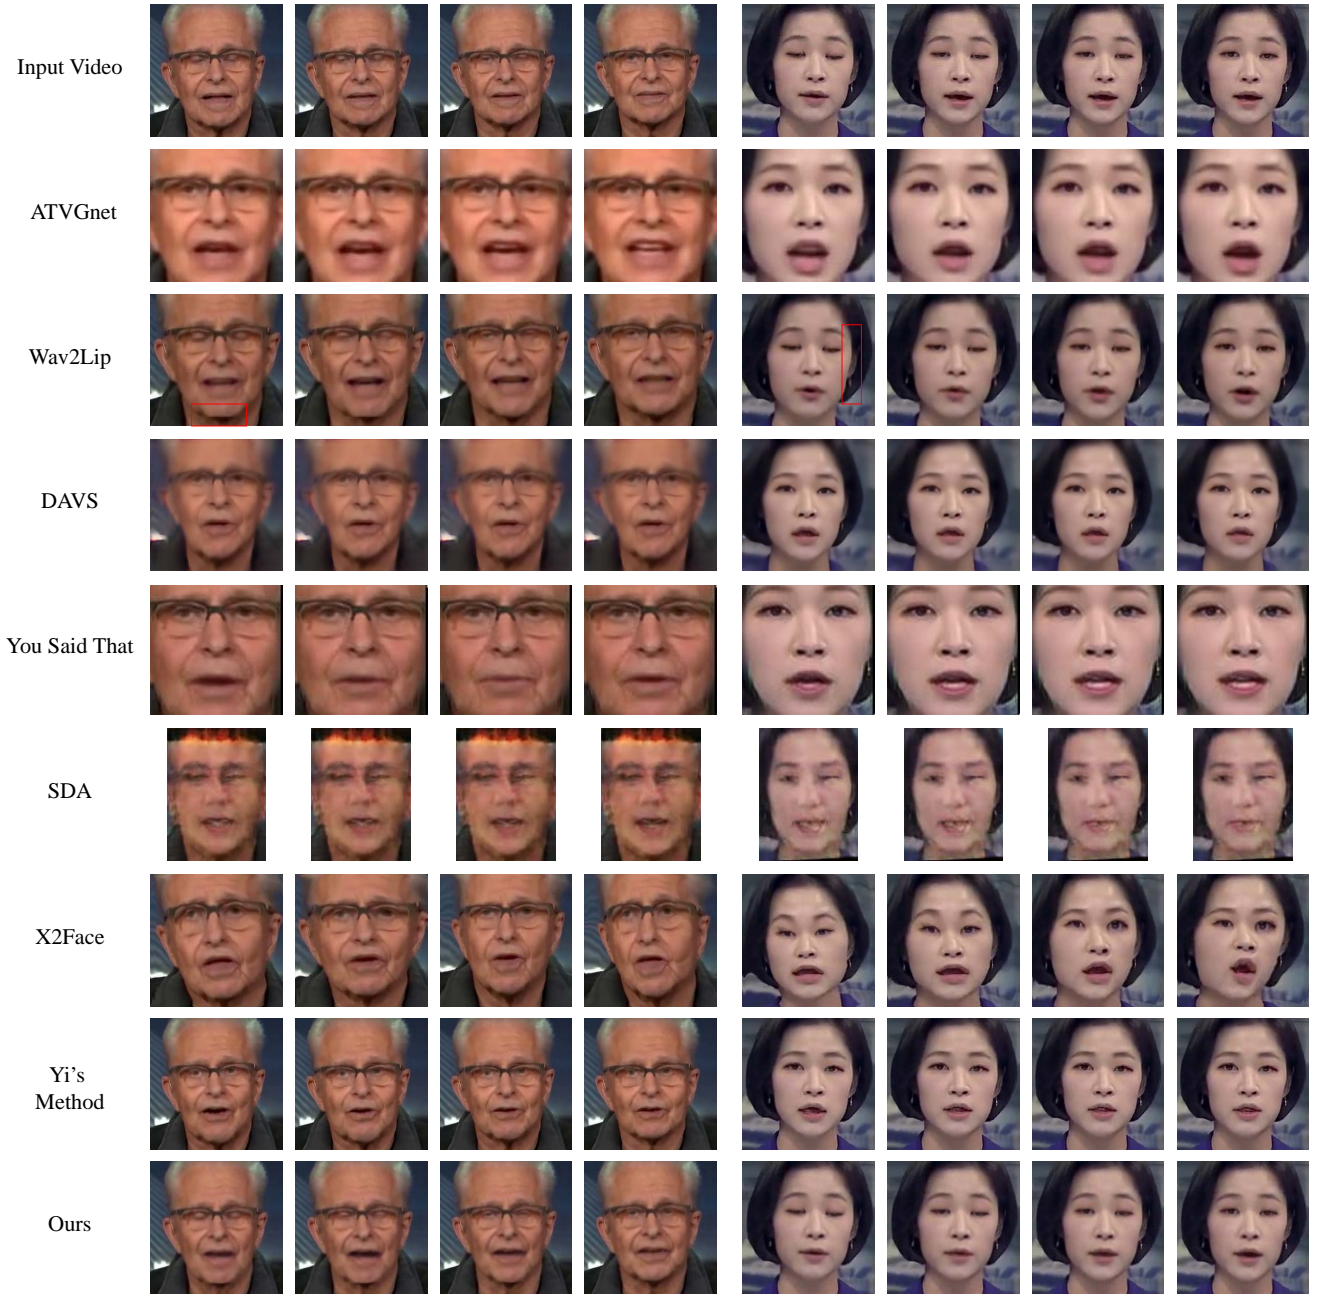 Input Video
ATVGnet
Wav2Lip
DAVS
You Said That
SDA
X2Face
Yi’s
Method
Ours